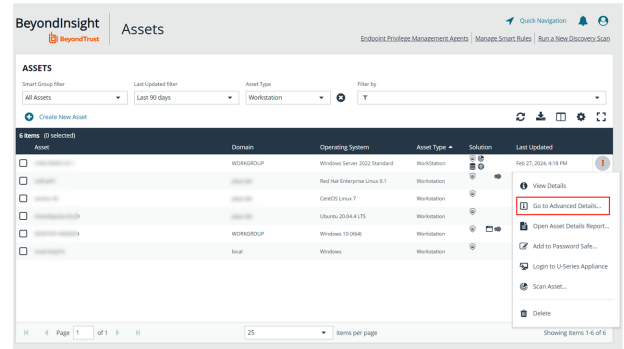 BeyondInsight
BeyondTrust
Assets
Quick Navigation
Endpoint Privilege Management Agents
Manage Smart Rules
Run a New Discovery Scan
ASSETS
Smart Group filter
Last Updated filter
Asset Type
Filter by
All Assets
Last 90 days
Workstation
Create New Asset
6 items (0 selected)
Asset Domain Operating System Asset Type Solution Last Updated
WORKGROUP Windows Server 2022 Standard WorkStation Feb 27, 2024, 4:18 PM
Red Hat Enterprise Linux 9.1 Workstation
CentOS Linux 7 Workstation
Ubuntu 20.04.4 LTS Workstation
WORKGROUP Windows 10 (X64) Workstation
local Windows Workstation
View Details
Go to Advanced Details...
Open Asset Details Report...
Add to Password Safe...
Login to U-Series Appliance
Scan Asset...
Delete
Page 1 of 1
25 items per page
Showing Items 1-6 of 6